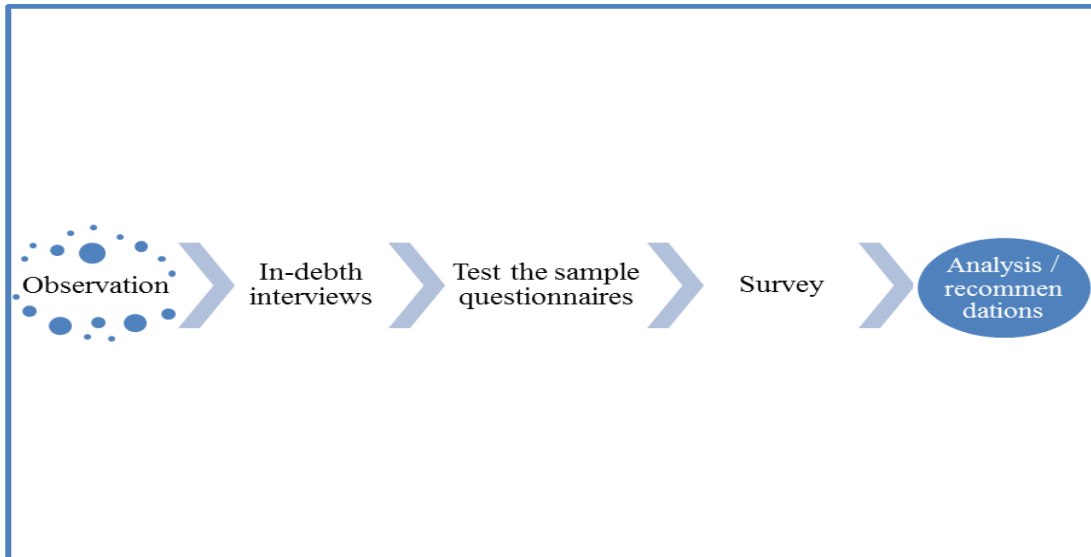 Observation
In-debth
interviews
Test the sample
questionnaires
Survey
Analysis /
recommen
dations